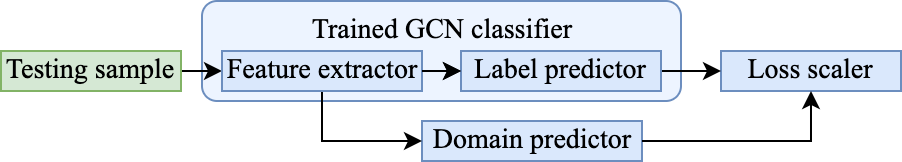 Trained GCN classifier
Testing sample
Feature extractor
Label predictor
Loss scaler
Domain predictor